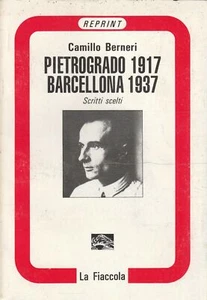 REPRINT
Camillo Berneri
PIETROGRADO 1917
BARCELLONA 1937
Scritti scelti
La Fiaccola